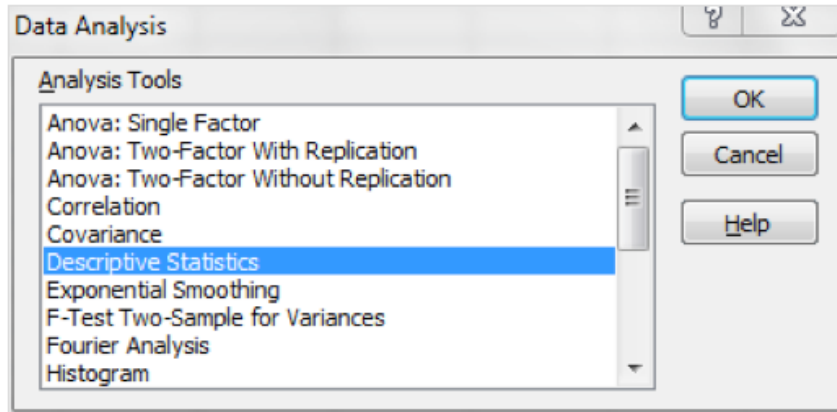 Data Analysis
?
Analysis Tools
OK
Anova: Single Factor
Anova: Two-Factor With Replication
Cancel
Anova: Two-Factor Without Replication
Correlation
Help
Covariance
Descriptive Statistics
Exponential Smoothing
F-Test Two-Sample for Variances
Fourier Analysis
Histogram